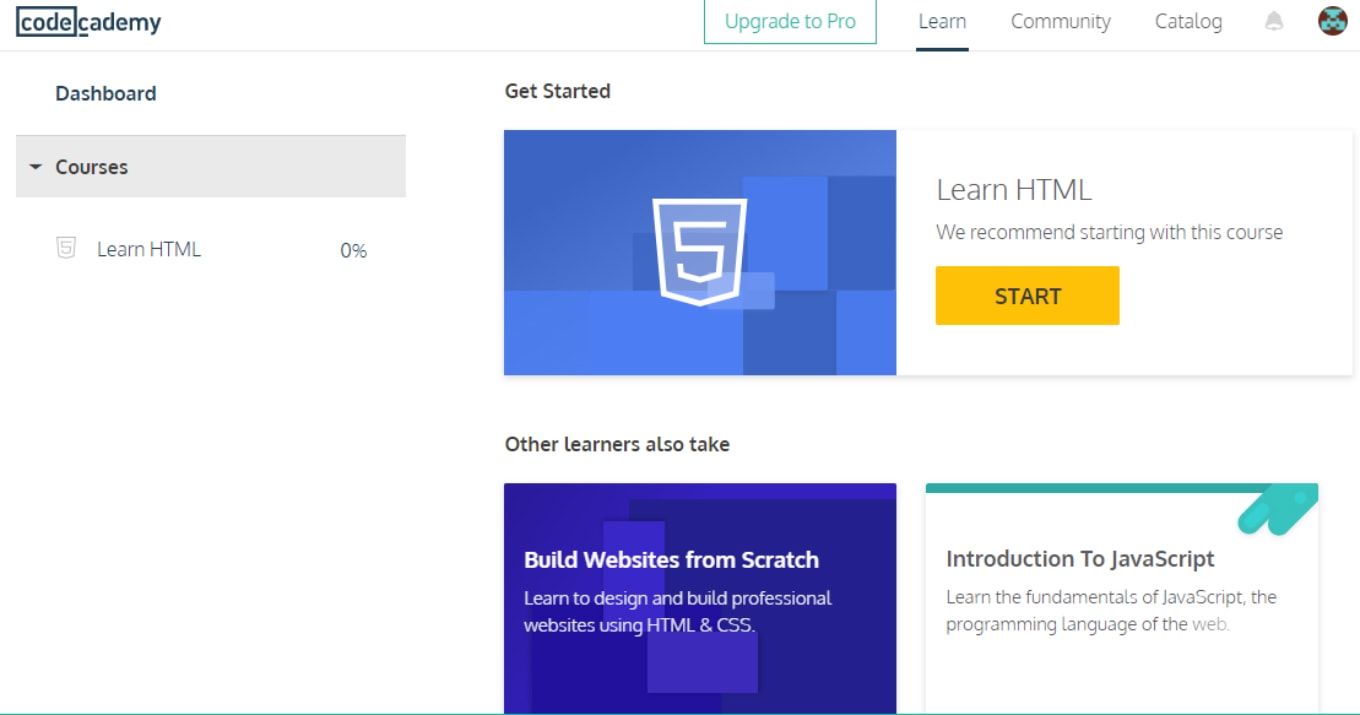 codecademy
Upgrade to Pro
Learn
Community
Catalog
Dashboard
Courses
Learn HTML
0%
Get Started
5
Learn HTML
We recommend starting with this course
START
Other learners also take
Build Websites from Scratch
Learn to design and build professional
websites using HTML & CSS.
Introduction To JavaScript
Learn the fundamentals of JavaScript, the
programming language of the web.